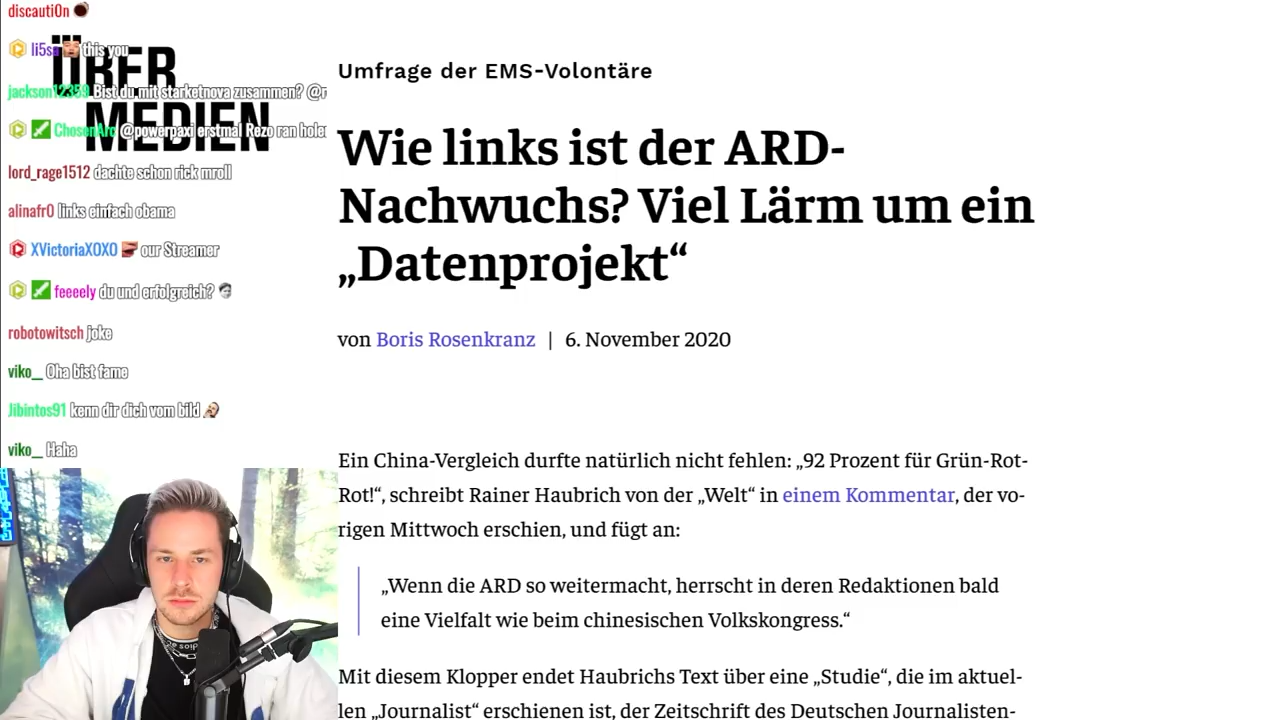 discauti0n
li5sa this you
jackson12359 Bist du mit starketnova zusammen? @r
ChosenArc @powerpaxi erstmal Rezo ran holen
lord_rage1512 dachte schon rick mroll
alinafr0 links einfach obama
XVictoriaXOXO our Streamer
feeeely du und erfolgreich?
robotowitsch joke
viko__ Oha bist fame
Jibintos91 kenn dir dich vom bild
viko__ Haha
ÜBER
MEDIEN
Umfrage der EMS-Volontäre
Wie links ist der ARD-
Nachwuchs? Viel Lärm um ein
„Datenprojekt“
von Boris Rosenkranz | 6. November 2020
Ein China-Vergleich durfte natürlich nicht fehlen: „92 Prozent für Grün-Rot-
Rot!“, schreibt Rainer Haubrich von der „Welt“ in einem Kommentar, der vo-
rigen Mittwoch erschien, und fügt an:
„Wenn die ARD so weitermacht, herrscht in deren Redaktionen bald
eine Vielfalt wie beim chinesischen Volkskongress.“
Mit diesem Klopper endet Haubrichs Text über eine „Studie“, die im aktuel-
len „Journalist“ erschienen ist, der Zeitschrift des Deutschen Journalisten-